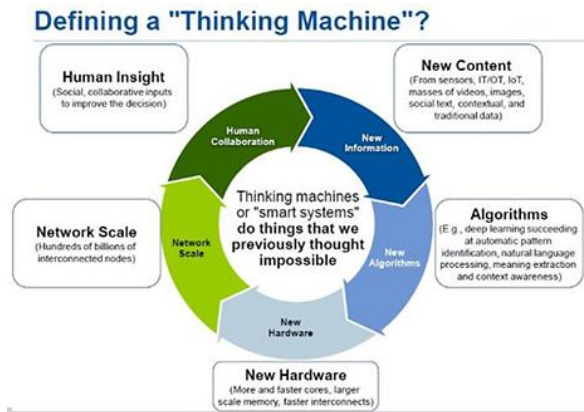 Defining a "Thinking Machine"?
Human Insight
(Social, collaborative inputs
to improve the decision)
New Content
(From sensors, IT/OT, IoT,
masses of videos, images,
social text, contextual, and
traditional data)
Human
Collaboration
New
Information
Thinking machines
or "smart systems"
do things that we
previously thought
impossible
Network Scale
(Hundreds of billions of
interconnected nodes)
Network
Scale
New
Algorithms
Algorithms
(E.g., deep learning succeeding
at automatic pattern
identification, natural language
processing, meaning extraction
and context awareness)
New
Hardware
New Hardware
(More and faster cores, larger
scale memory, faster interconnects)